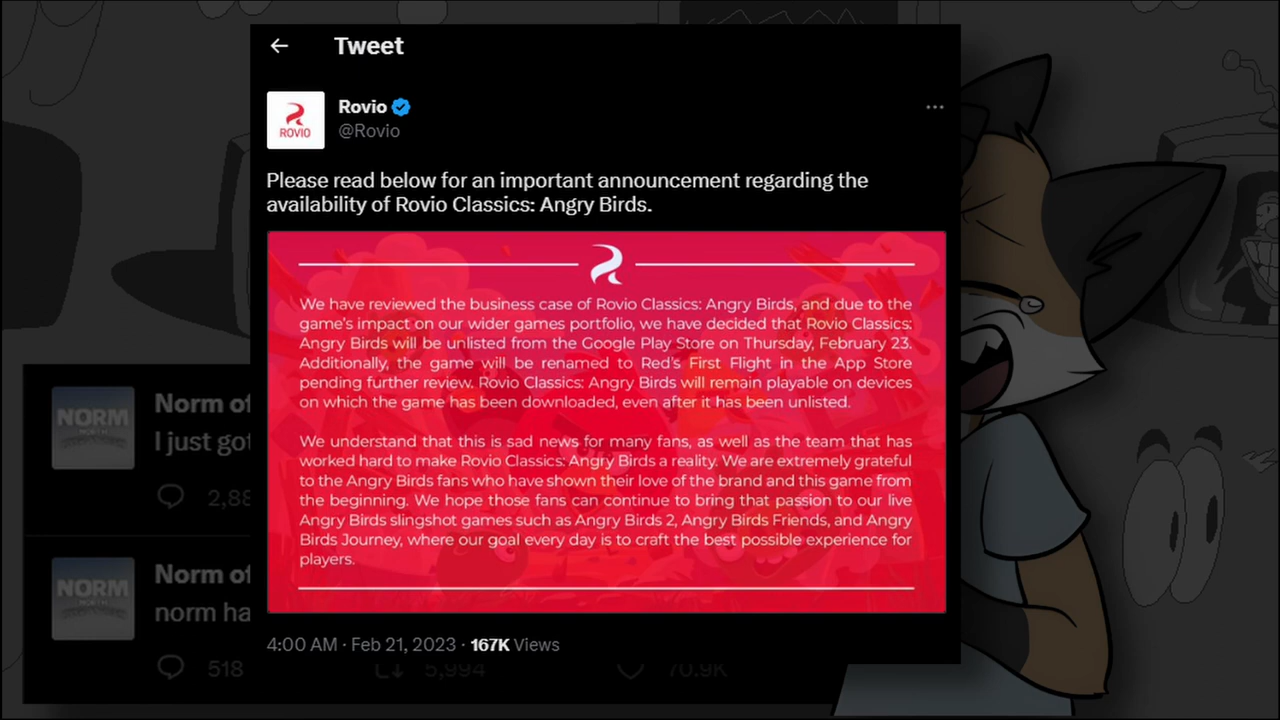 Tweet
Rovio
@Rovio
ROVIO
Please read below for an important announcement regarding the
availability of Rovio Classics: Angry Birds.
We have reviewed the business case of Rovio Classics: Angry Birds, and due to the
game's impact on our wider games portfolio, we have decided that Rovio Classics:
Angry Birds will be unlisted from the Google Play Store on Thursday, February 23.
Additionally, the game will be renamed to Red's First Flight in the App Store
pending further review. Rovio Classics: Angry Birds will remain playable on devices
on which the game has been downloaded, even after it has been unlisted.
We understand that this is sad news for many fans, as well as the team that has
worked hard to make Rovio Classics: Angry Birds a reality. We are extremely grateful
to the Angry Birds fans who have shown their love of the brand and this game from
the beginning. We hope those fans can continue to bring that passion to our live
Angry Birds slingshot games such as Angry Birds 2, Angry Birds Friends, and Angry
Birds Journey, where our goal every day is to craft the best possible experience for
players.
4:00 AM · Feb 21, 2023 · 167K Views
NORM
NORTH
Norm of
I just got
2,88
NORM
NORTH
Norm of
norm ha
518
5,994
70.9K